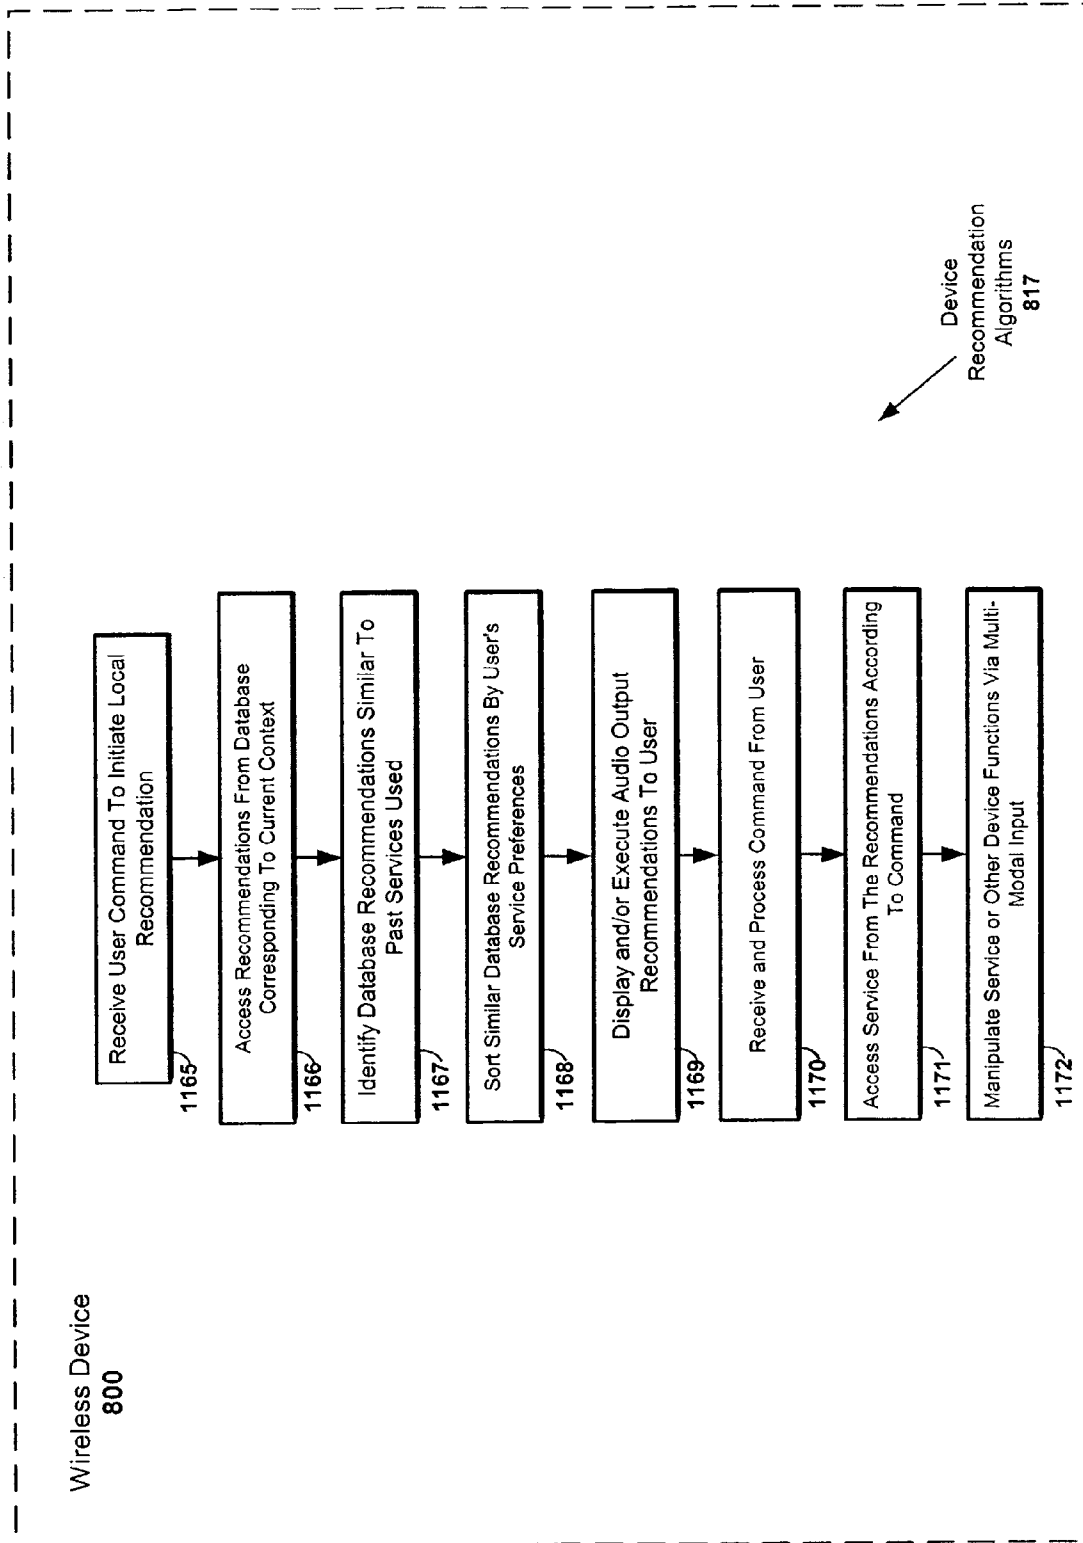 Wireless Device
800
Receive User Command To Initiate Local
Recommendation
1165
Access Recommendations From Database
Corresponding To Current Context
1166
Identify Database Recommendations Similar To
Past Services Used
1167
Sort Similar Database Recommendations By User's
Service Preferences
1168
Display and/or Execute Audio Output
Recommendations To User
1169
Receive and Process Command From User
1170
Access Service From The Recommendations According
To Command
1171
Manipulate Service or Other Device Functions Via Multi-
Modal Input
1172
Device
Recommendation
Algorithms
817